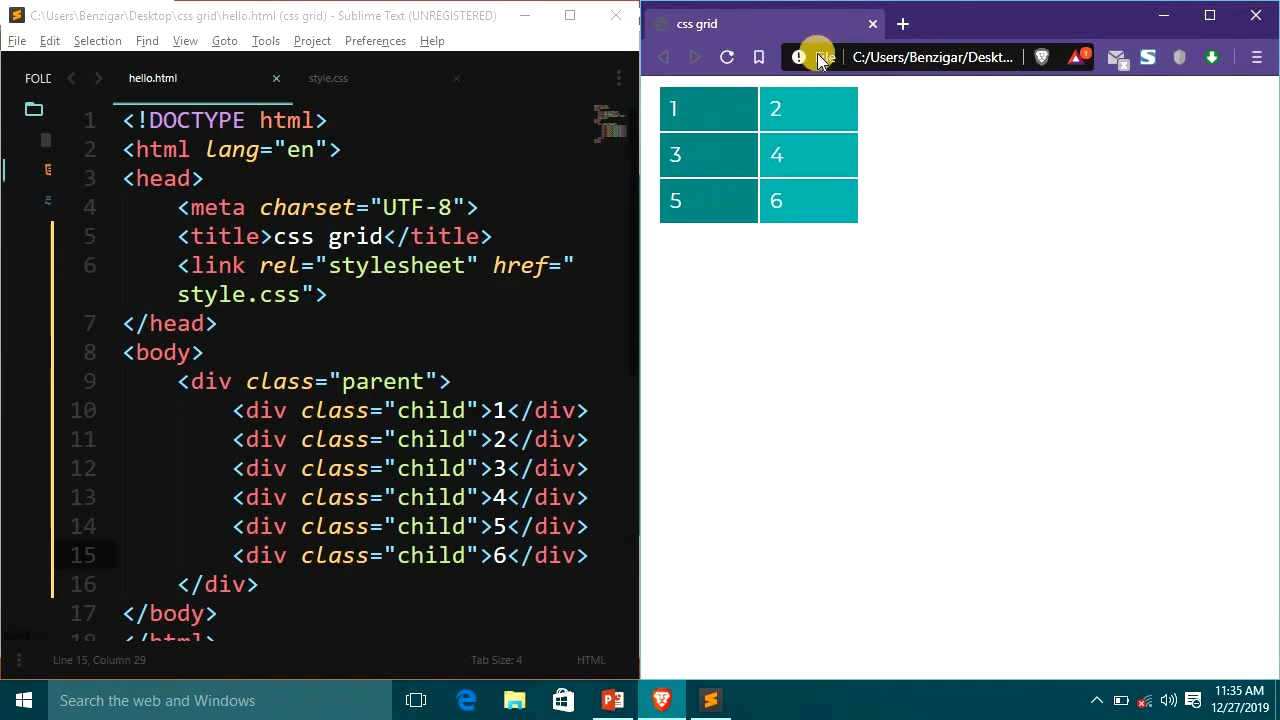 C:\Users\Benzigar\Desktop\css grid\hello.html (css grid) - Sublime Text (UNREGISTERED)
File Edit Selection Find View Goto Tools Project Preferences Help
FOLD hello.html style.css
1 <!DOCTYPE html>
2 <html lang="en">
3 <head>
4 <meta charset="UTF-8">
5 <title>css grid</title>
6 <link rel="stylesheet" href="
style.css">
7 </head>
8 <body>
9 <div class="parent">
10 <div class="child">1</div>
11 <div class="child">2</div>
12 <div class="child">3</div>
13 <div class="child">4</div>
14 <div class="child">5</div>
15 <div class="child">6</div>
16 </div>
17 </body>
18 </html>
Line 15, Column 29 Tab Size: 4 HTML
css grid
C:/Users/Benzigar/Deskt... 1
1 2
3 4
5 6
Search the web and Windows
11:35 AM
12/27/2019